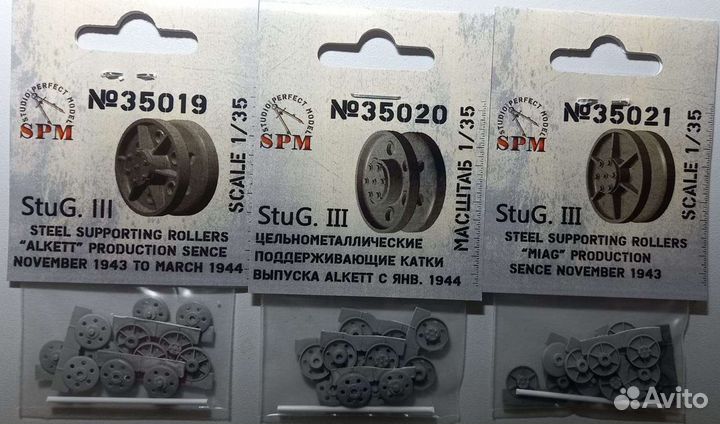 STUDIO PERFECT MODEL
SPM
№35019
SCALE 1/35
StuG. III
STEEL SUPPORTING ROLLERS
"ALKETT" PRODUCTION SENCE
NOVEMBER 1943 TO MARCH 1944
STUDIO PERFECT MODEL
SPM
№35020
МАСШТАБ 1/35
StuG. III
ЦЕЛЬНОМЕТАЛЛИЧЕСКИЕ
ПОДДЕРЖИВАЮЩИЕ КАТКИ
ВЫПУСКА ALKETT С ЯНВ. 1944
STUDIO PERFECT MODEL
SPM
№35021
SCALE 1/35
StuG. III
STEEL SUPPORTING ROLLERS
"MIAG" PRODUCTION
SENCE NOVEMBER 1943
Avito